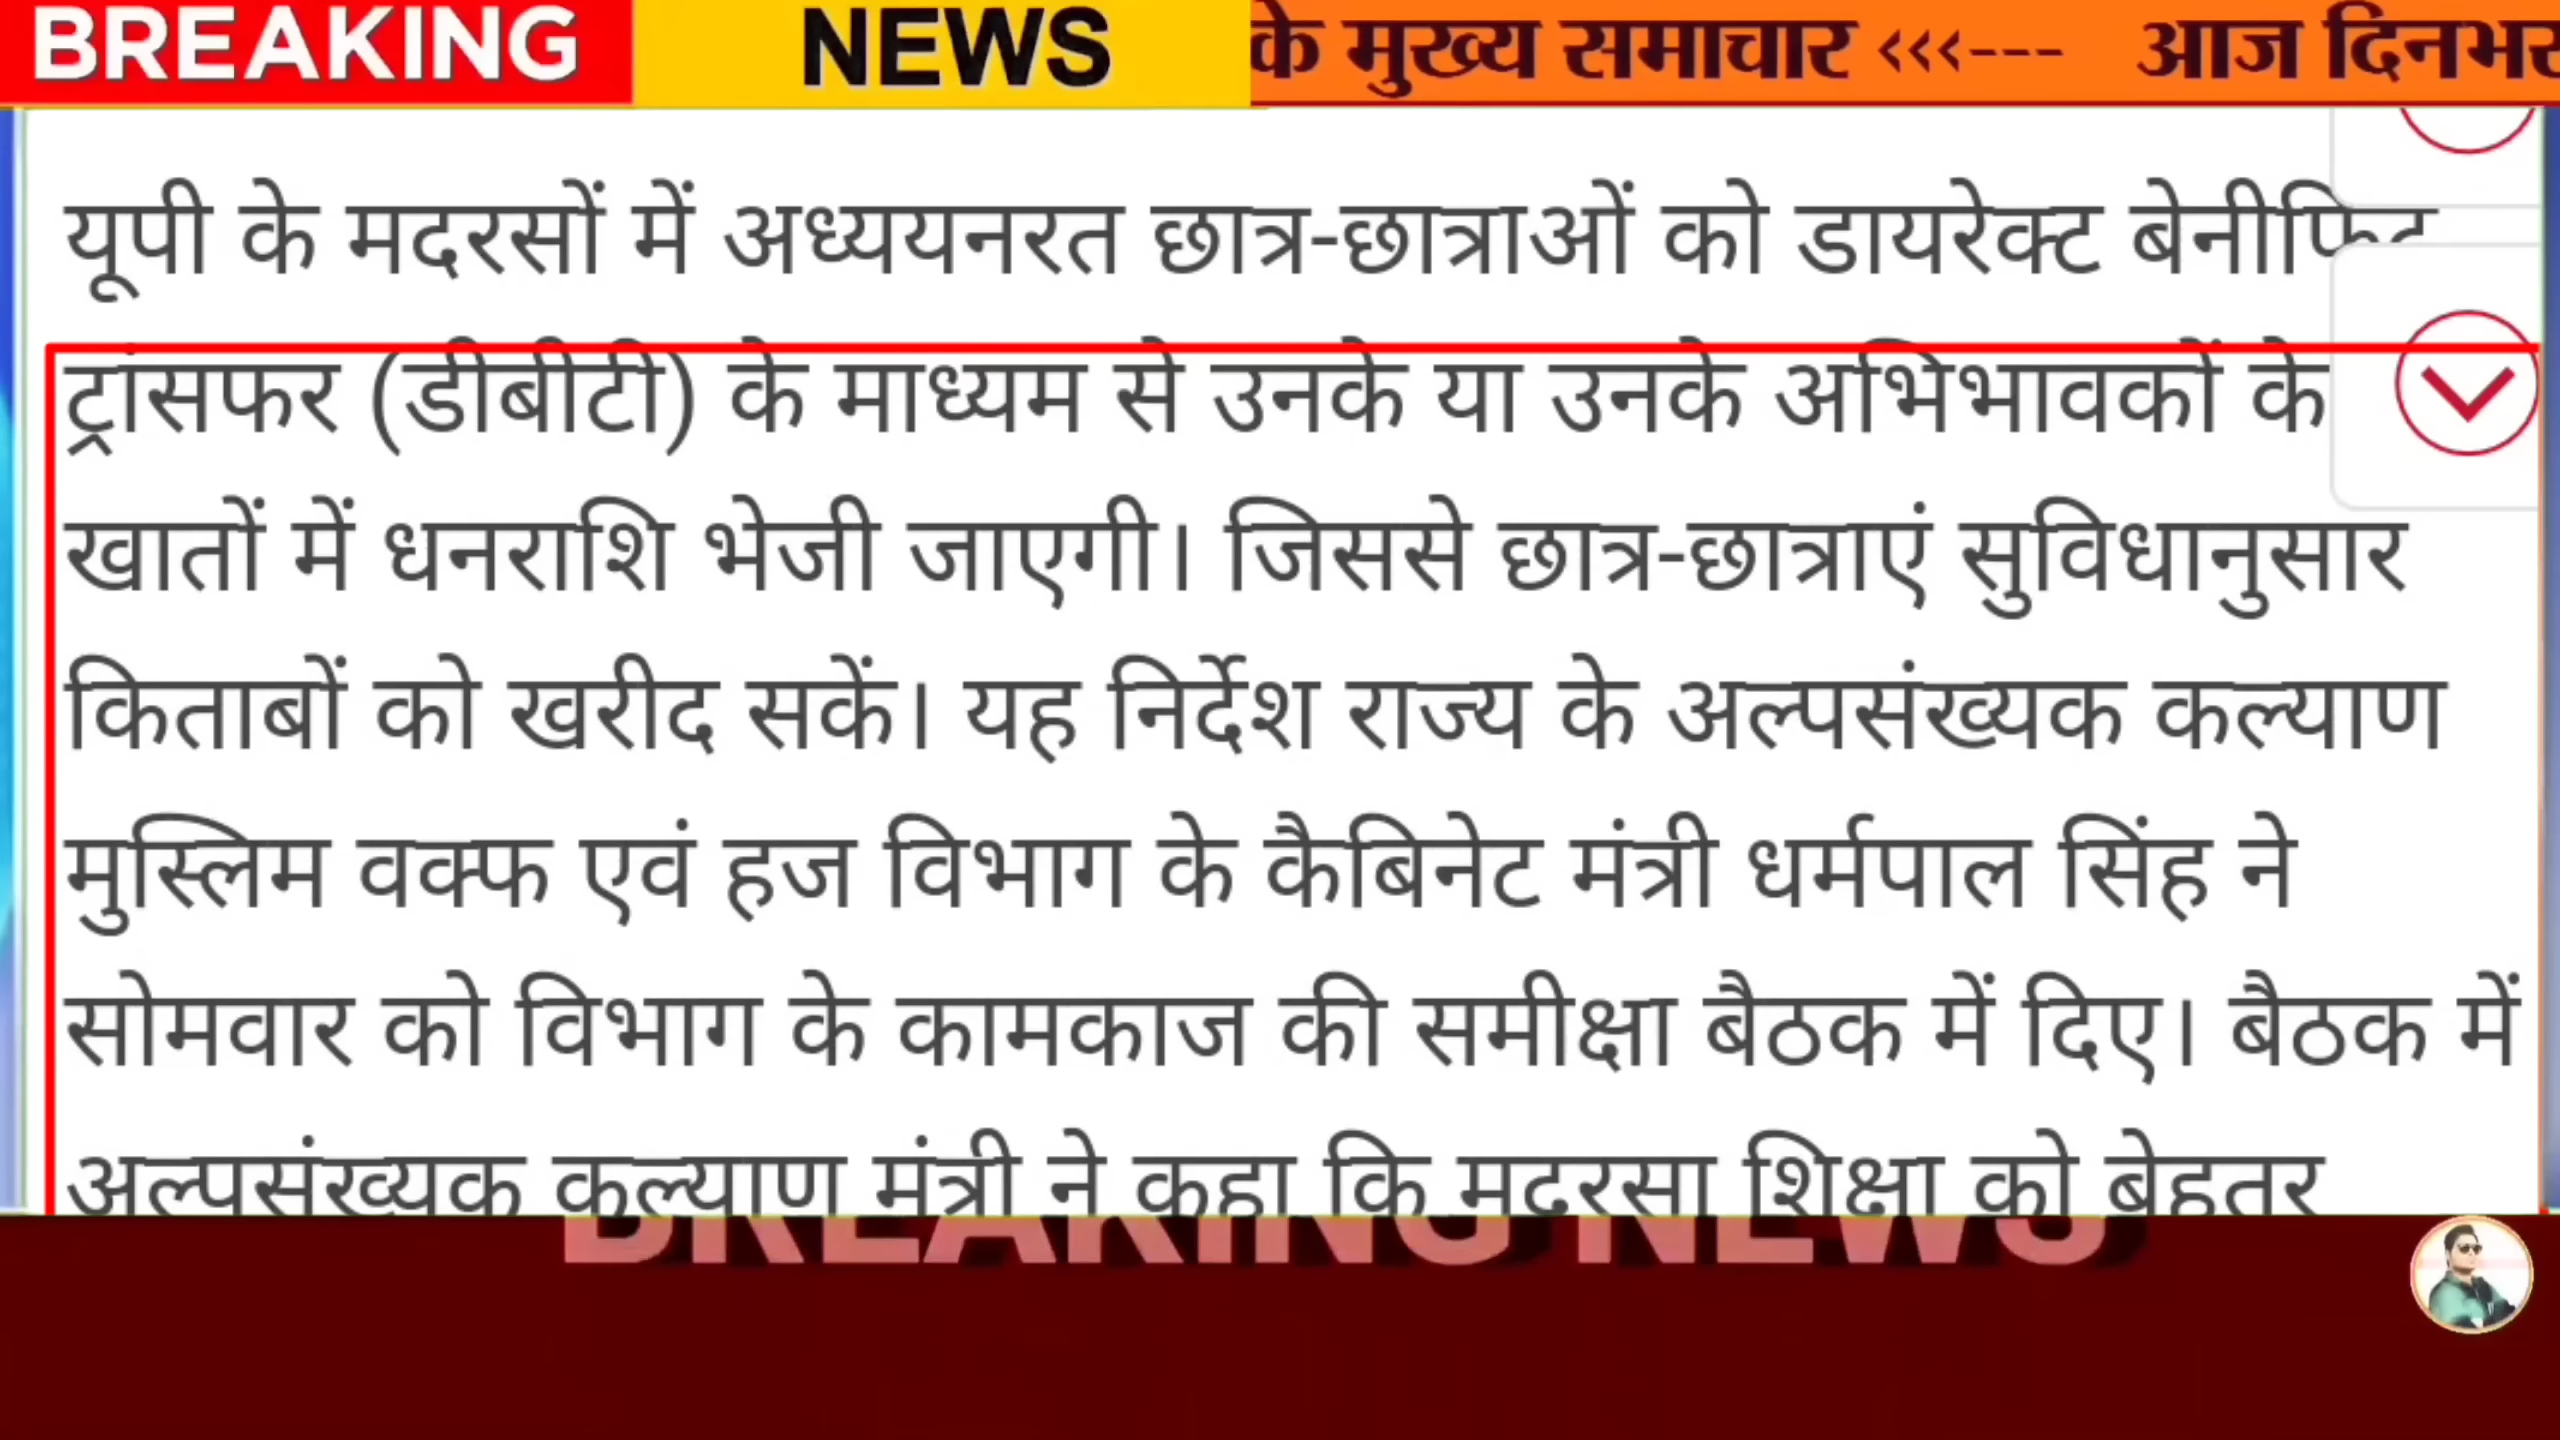 BREAKING NEWS के मुख्य समाचार <<<--- आज दिनभर
यूपी के मदरसों में अध्ययनरत छात्र-छात्राओं को डायरेक्ट बेनीफिट
ट्रांसफर (डीबीटी) के माध्यम से उनके या उनके अभिभावकों के
खातों में धनराशि भेजी जाएगी। जिससे छात्र-छात्राएं सुविधानुसार
किताबों को खरीद सकें। यह निर्देश राज्य के अल्पसंख्यक कल्याण
मुस्लिम वक्फ एवं हज विभाग के कैबिनेट मंत्री धर्मपाल सिंह ने
सोमवार को विभाग के कामकाज की समीक्षा बैठक में दिए। बैठक में
अल्पसंख्यक कल्याण मंत्री ने कहा कि मदरसा शिक्षा को बेहतर
BREAKING NEWS